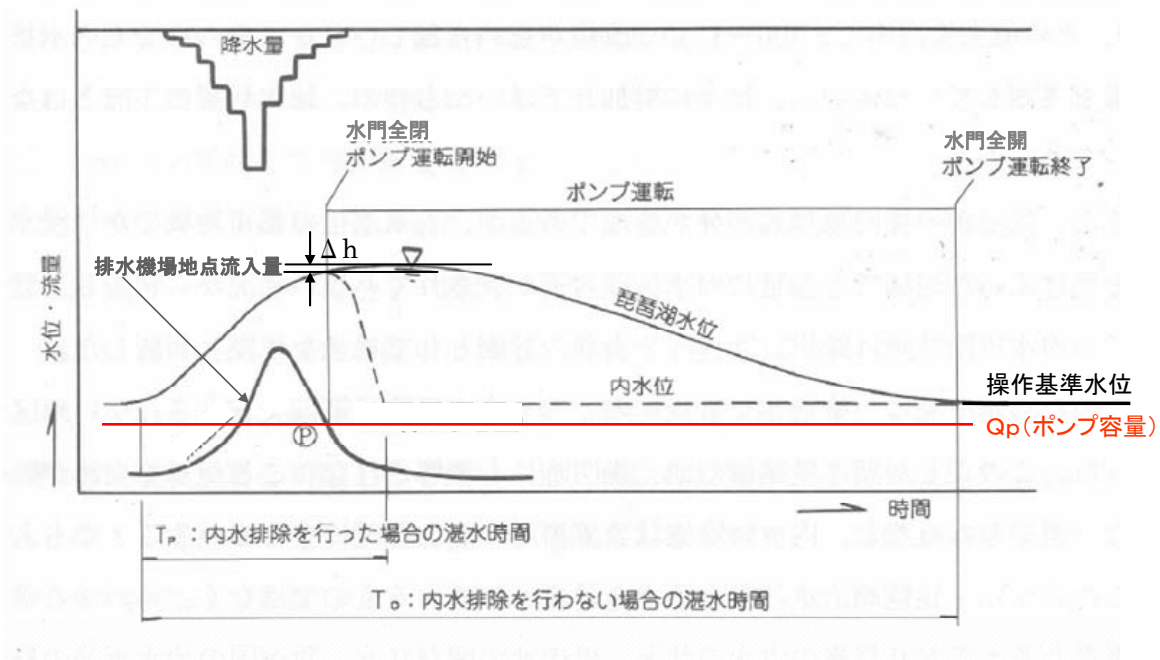 降水量
水門全閉
ポンプ運転開始
水門全開
ポンプ運転終了
ポンプ運転
Δh
排水機場地点流入量
水位・流量
琵琶湖水位
内水位
操作基準水位
Qp(ポンプ容量)
Ⓟ
時間
:内水排除を行った場合の湛水時間
:内水排除を行わない場合の湛水時間